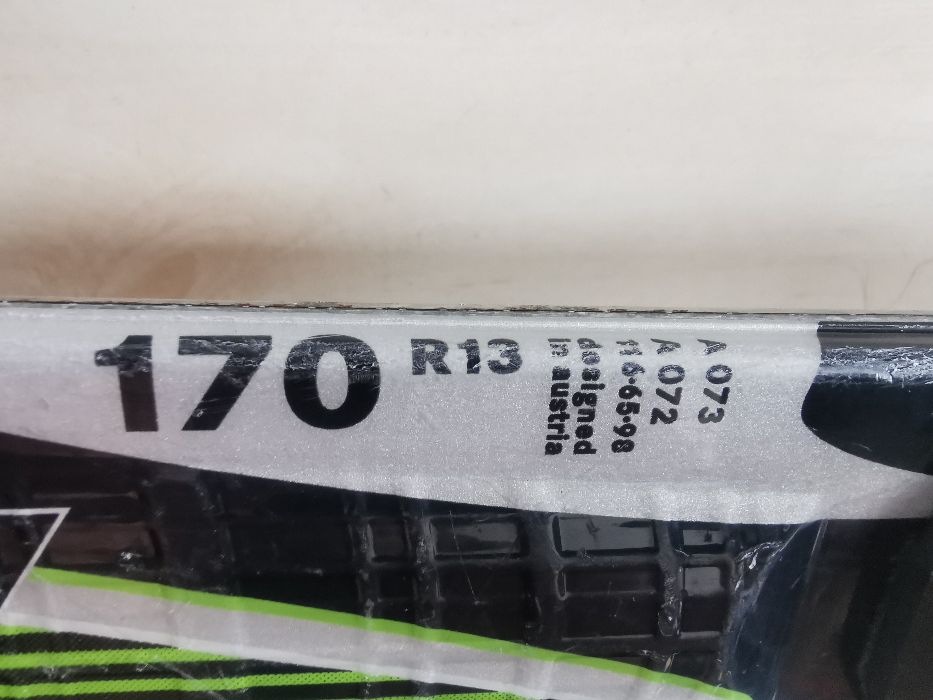 170 R13
A 073
A 072
116-65-98
designed
in austria